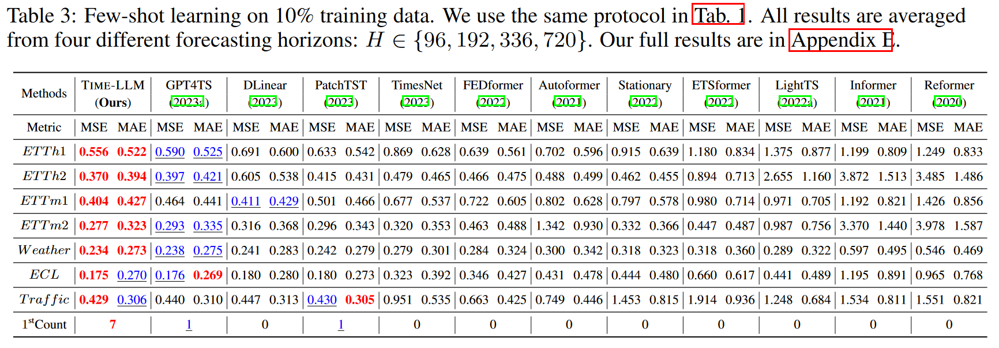 Table 3: Few-shot learning on 10% training data. We use the same protocol in Tab. 1. All results are averaged
from four different forecasting horizons: H ∈ {96, 192, 336, 720}. Our full results are in Appendix E.
Methods TIME-LLM GPT4TS DLinear PatchTST TimesNet FEDformer Autoformer Stationary ETSformer LightTS Informer Reformer
(Ours) (2023a) (2023) (2023) (2023) (2022) (2021) (2022) (2022) (2022a) (2021) (2020)
Metric MSE MAE MSE MAE MSE MAE MSE MAE MSE MAE MSE MAE MSE MAE MSE MAE MSE MAE MSE MAE MSE MAE MSE MAE
ETTh1 0.556 0.522 0.590 0.525 0.691 0.600 0.633 0.542 0.869 0.628 0.639 0.561 0.702 0.596 0.915 0.639 1.180 0.834 1.375 0.877 1.199 0.809 1.249 0.833
ETTh2 0.370 0.394 0.397 0.421 0.605 0.538 0.415 0.431 0.479 0.465 0.466 0.475 0.488 0.499 0.462 0.455 0.894 0.713 2.655 1.160 3.872 1.513 3.485 1.486
ETTm1 0.404 0.427 0.464 0.441 0.411 0.429 0.501 0.466 0.677 0.537 0.722 0.605 0.802 0.628 0.797 0.578 0.980 0.714 0.971 0.705 1.192 0.821 1.426 0.856
ETTm2 0.277 0.323 0.293 0.335 0.316 0.368 0.296 0.343 0.320 0.353 0.463 0.488 1.342 0.930 0.332 0.366 0.447 0.487 0.987 0.756 3.370 1.440 3.978 1.587
Weather 0.234 0.273 0.238 0.275 0.241 0.283 0.242 0.279 0.279 0.301 0.284 0.324 0.300 0.342 0.318 0.323 0.318 0.360 0.289 0.322 0.597 0.495 0.546 0.469
ECL 0.175 0.270 0.176 0.269 0.180 0.280 0.180 0.273 0.323 0.392 0.346 0.427 0.431 0.478 0.444 0.480 0.660 0.617 0.441 0.489 1.195 0.891 0.965 0.768
Traffic 0.429 0.306 0.440 0.310 0.447 0.313 0.430 0.305 0.951 0.535 0.663 0.425 0.749 0.446 1.453 0.815 1.914 0.936 1.248 0.684 1.534 0.811 1.551 0.821
1stCount 7 1 0 1 0 0 0 0 0 0 0 0